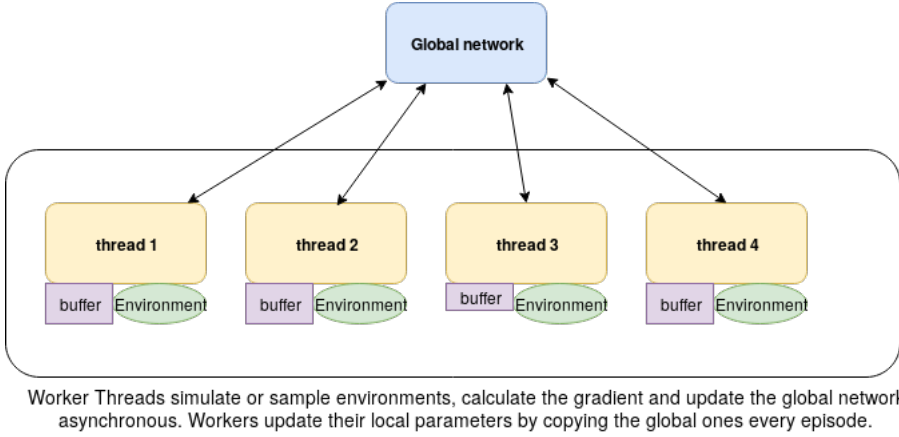 Global network
thread 1
thread 2
thread 3
thread 4
buffer
Environment
buffer
Environment
buffer
Environment
buffer
Environment
Worker Threads simulate or sample environments, calculate the gradient and update the global network
asynchronous. Workers update their local parameters by copying the global ones every episode.